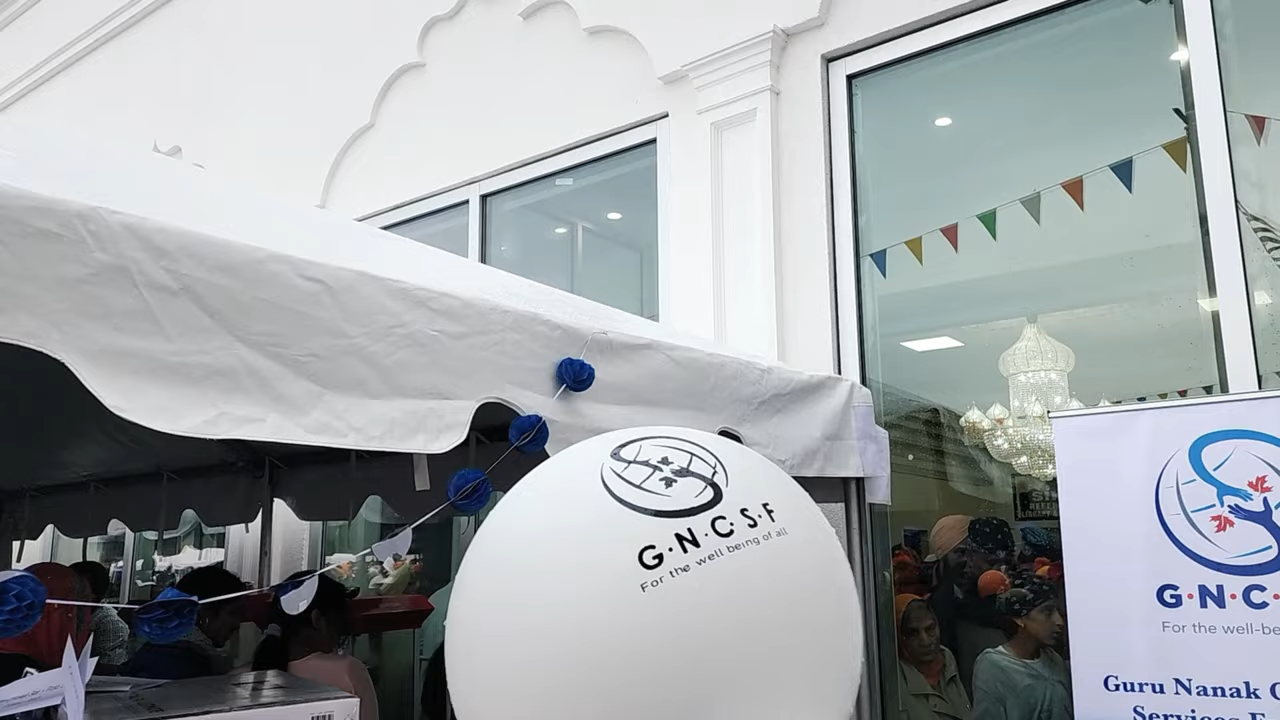 G·N·C·S·F
For the well being of all
G·N·C·
For the well-be
Guru Nanak
Services F